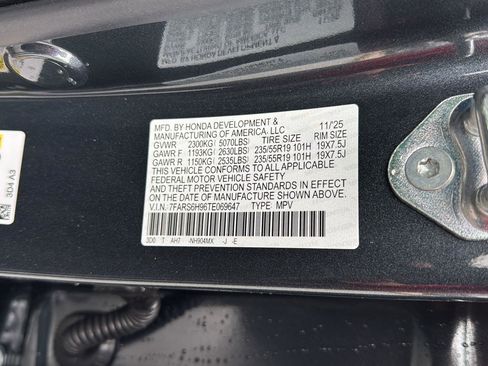 MFD. BY HONDA DEVELOPMENT & 11/'25
MANUFACTURING OF AMERICA, LLC
TIRE SIZE RIM SIZE
GVWR 2300KG( 5070LBS)
GAWR F 1193KG( 2630LBS) 235/55R19 101H 19X7.5J
GAWR R 1150KG( 2535LBS) 235/55R19 101H 19X7.5J
THIS VEHICLE CONFORMS TO ALL APPLICABLE
FEDERAL MOTOR VEHICLE SAFETY
AND THEFT PREVENTION STANDARDS IN EFFECT
ON THE DATE OF MANUFACTURE SHOWN ABOVE.
V.I.N. 7FARS6H96TE069647 TYPE MPV
3D0 T AH7 -NH904MX -J -E
3D4 A3